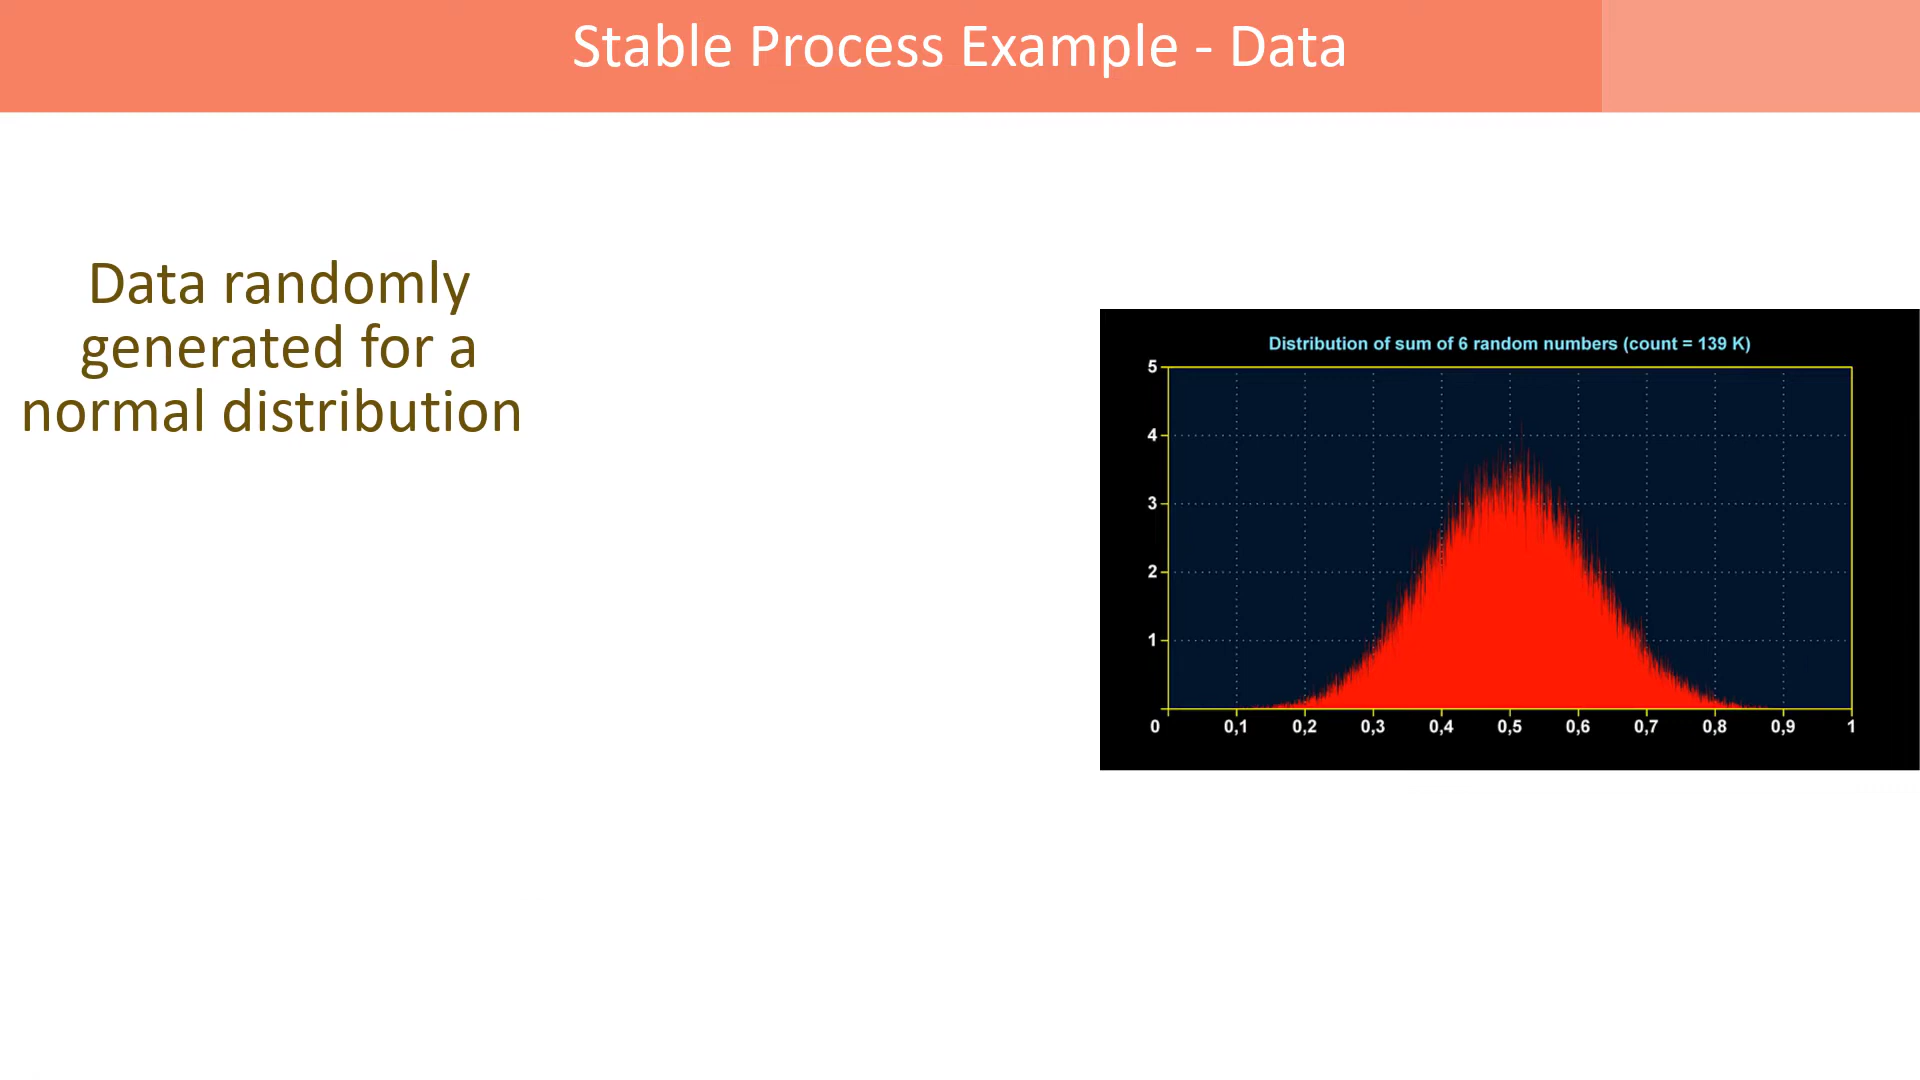 Stable Process Example - Data
Data randomly
generated for a
normal distribution
Distribution of sum of 6 random numbers (count = 139 K)
5
4
3
2
1
0 0,1 0,2 0,3 0,4 0,5 0,6 0,7 0,8 0,9 1